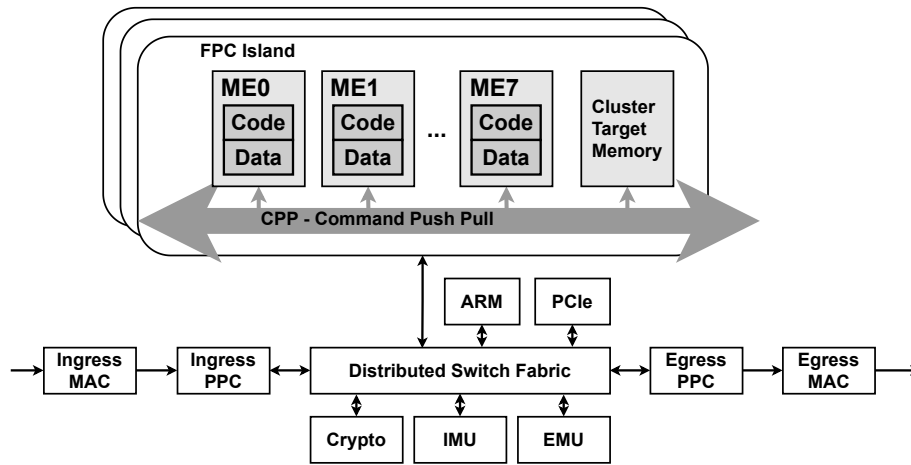 FPC Island
ME0
Code
Data
ME1
Code
Data
...
ME7
Code
Data
Cluster
Target
Memory
CPP - Command Push Pull
ARM
PCIe
Ingress
MAC
Ingress
PPC
Distributed Switch Fabric
Egress
PPC
Egress
MAC
Crypto
IMU
EMU